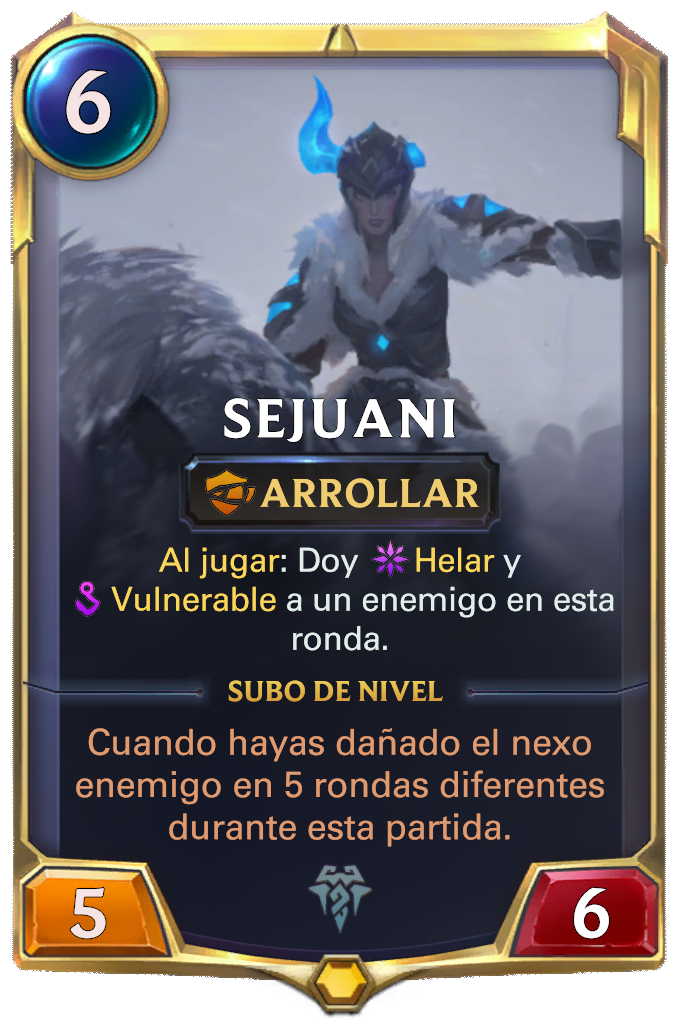 6
SEJUANI
ARROLLAR
Al jugar: Doy Helar y
Vulnerable a un enemigo en esta
ronda.
SUBO DE NIVEL
Cuando hayas dañado el nexo
enemigo en 5 rondas diferentes
durante esta partida.
5
6